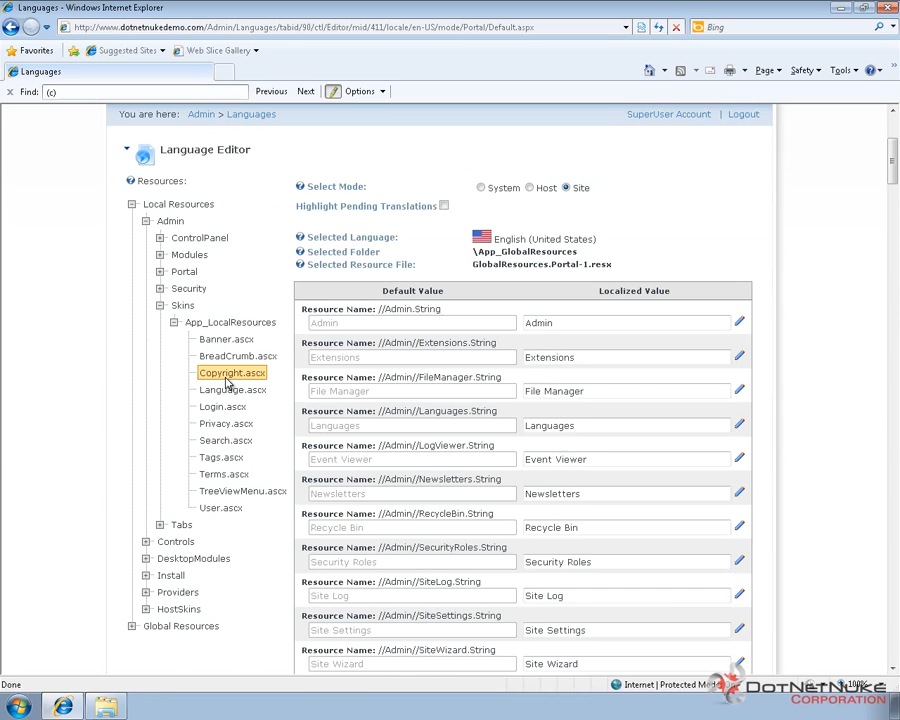 Languages - Windows Internet Explorer
http://www.dotnetnukedemo.com/Admin/Languages/tabid/90/ctl/Editor/mid/411/locale/en-US/mode/Portal/Default.aspx
Bing
Favorites Suggested Sites Web Slice Gallery
Languages
Page Safety Tools
Find: (c) Previous Next Options
You are here: Admin > Languages SuperUser Account | Logout
Language Editor
Resources:
Select Mode: System Host Site
Highlight Pending Translations
Selected Language: English (United States)
Selected Folder \App_GlobalResources
Selected Resource File: GlobalResources.Portal-1.resx
Local Resources
Admin
ControlPanel
Modules
Portal
Security
Skins
App_LocalResources
Banner.ascx
BreadCrumb.ascx
Copyright.ascx
Language.ascx
Login.ascx
Privacy.ascx
Search.ascx
Tags.ascx
Terms.ascx
TreeViewMenu.ascx
User.ascx
Tabs
Controls
DesktopModules
Install
Providers
HostSkins
Global Resources
Default Value Localized Value
Resource Name: //Admin.String
Admin Admin
Resource Name: //Admin//Extensions.String
Extensions Extensions
Resource Name: //Admin//FileManager.String
File Manager File Manager
Resource Name: //Admin//Languages.String
Languages Languages
Resource Name: //Admin//LogViewer.String
Event Viewer Event Viewer
Resource Name: //Admin//Newsletters.String
Newsletters Newsletters
Resource Name: //Admin//RecycleBin.String
Recycle Bin Recycle Bin
Resource Name: //Admin//SecurityRoles.String
Security Roles Security Roles
Resource Name: //Admin//SiteLog.String
Site Log Site Log
Resource Name: //Admin//SiteSettings.String
Site Settings Site Settings
Resource Name: //Admin//SiteWizard.String
Site Wizard Site Wizard
Done Internet | Protected 100%
DOTNETNUKE
CORPORATION